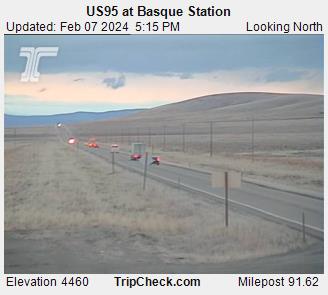 US95 at Basque Station
Updated: Feb 07 2024 5:15 PM Looking North
Elevation 4460 TripCheck.com Milepost 91.62